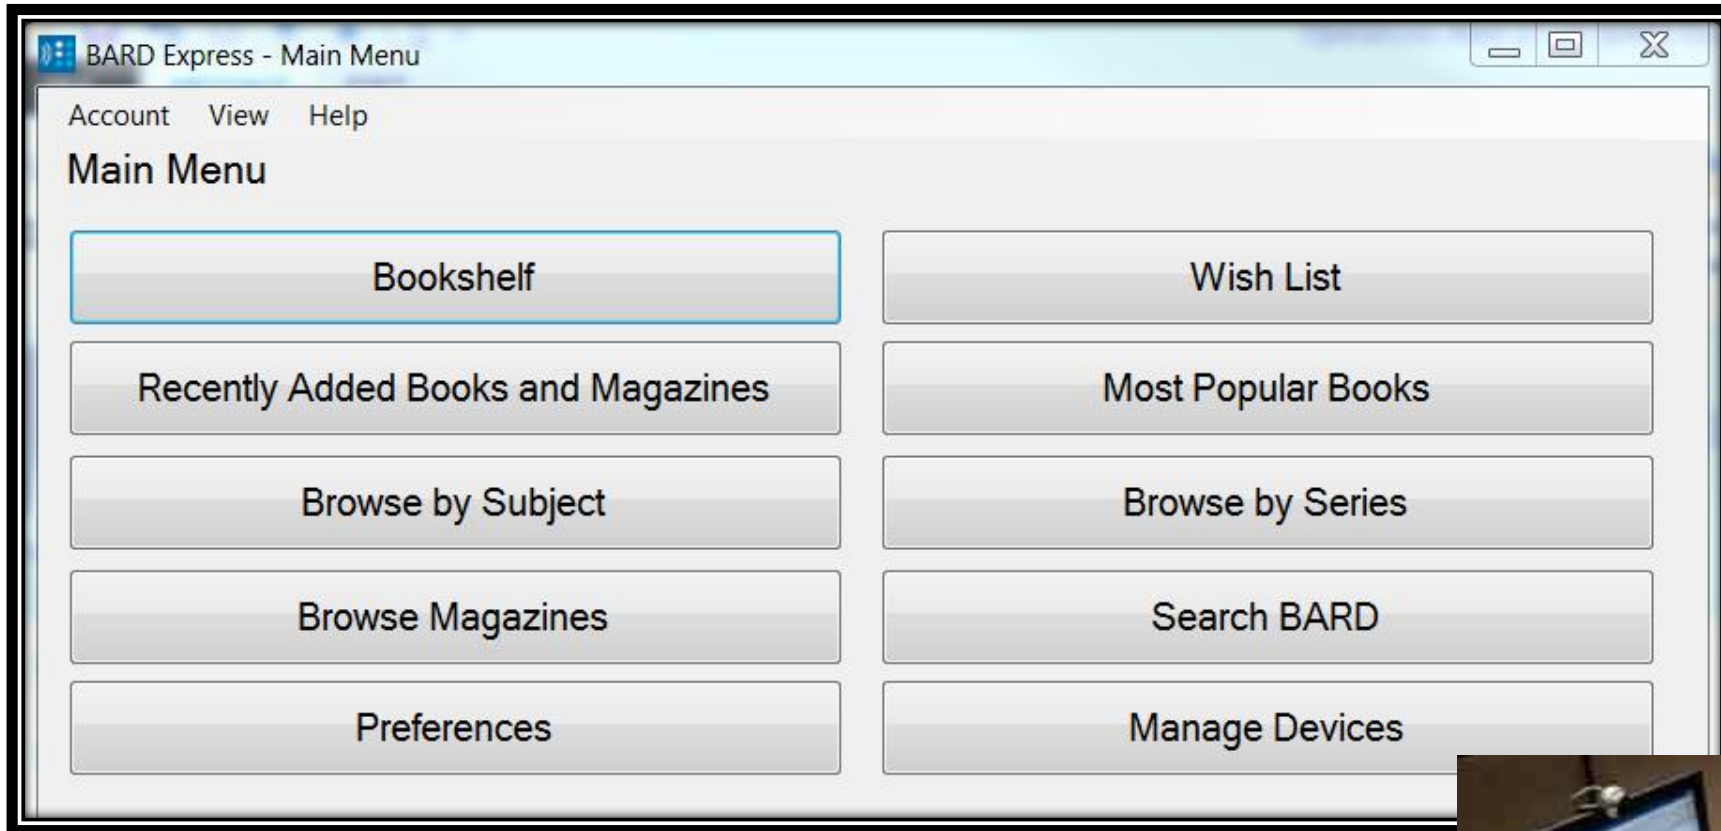 BARD Express - Main Menu
Account View Help
Main Menu
Bookshelf
Wish List
Recently Added Books and Magazines
Most Popular Books
Browse by Subject
Browse by Series
Browse Magazines
Search BARD
Preferences
Manage Devices